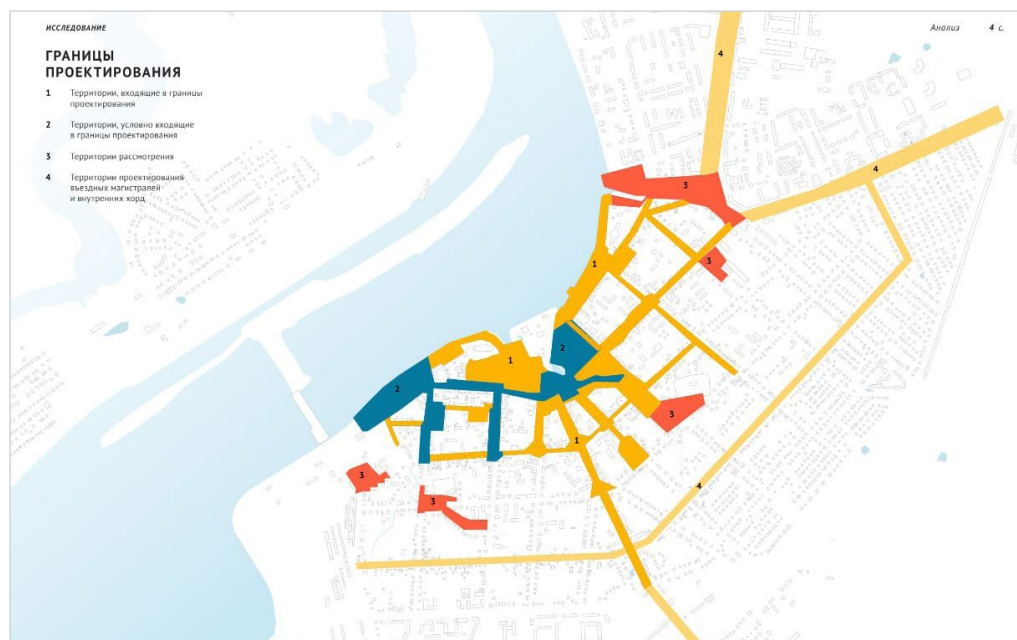 ИССЛЕДОВАНИЕ
Анализ 4 с.
ГРАНИЦЫ
ПРОЕКТИРОВАНИЯ
1 Территории, входящие в границы
проектирования
2 Территории, условно входящие
в границы проектирования
3 Территории рассмотрения
4 Территории проектирования
въездных магистралей
и внутренних хорд
4
4
3
1
3
2
1
2
3
1
3
3
4